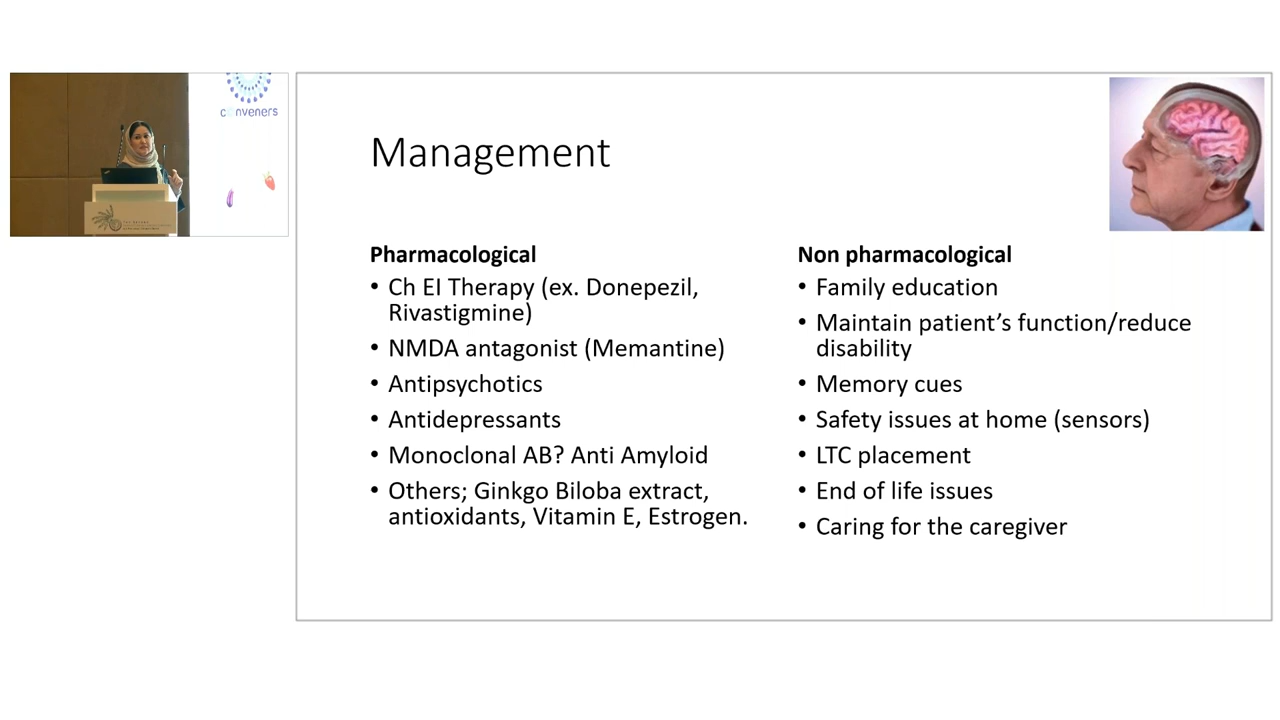 conveners
Management
Pharmacological
• Ch EI Therapy (ex. Donepezil,
Rivastigmine)
• NMDA antagonist (Memantine)
• Antipsychotics
• Antidepressants
• Monoclonal AB? Anti Amyloid
• Others; Ginkgo Biloba extract,
antioxidants, Vitamin E, Estrogen.
Non pharmacological
• Family education
• Maintain patient’s function/reduce
disability
• Memory cues
• Safety issues at home (sensors)
• LTC placement
• End of life issues
• Caring for the caregiver